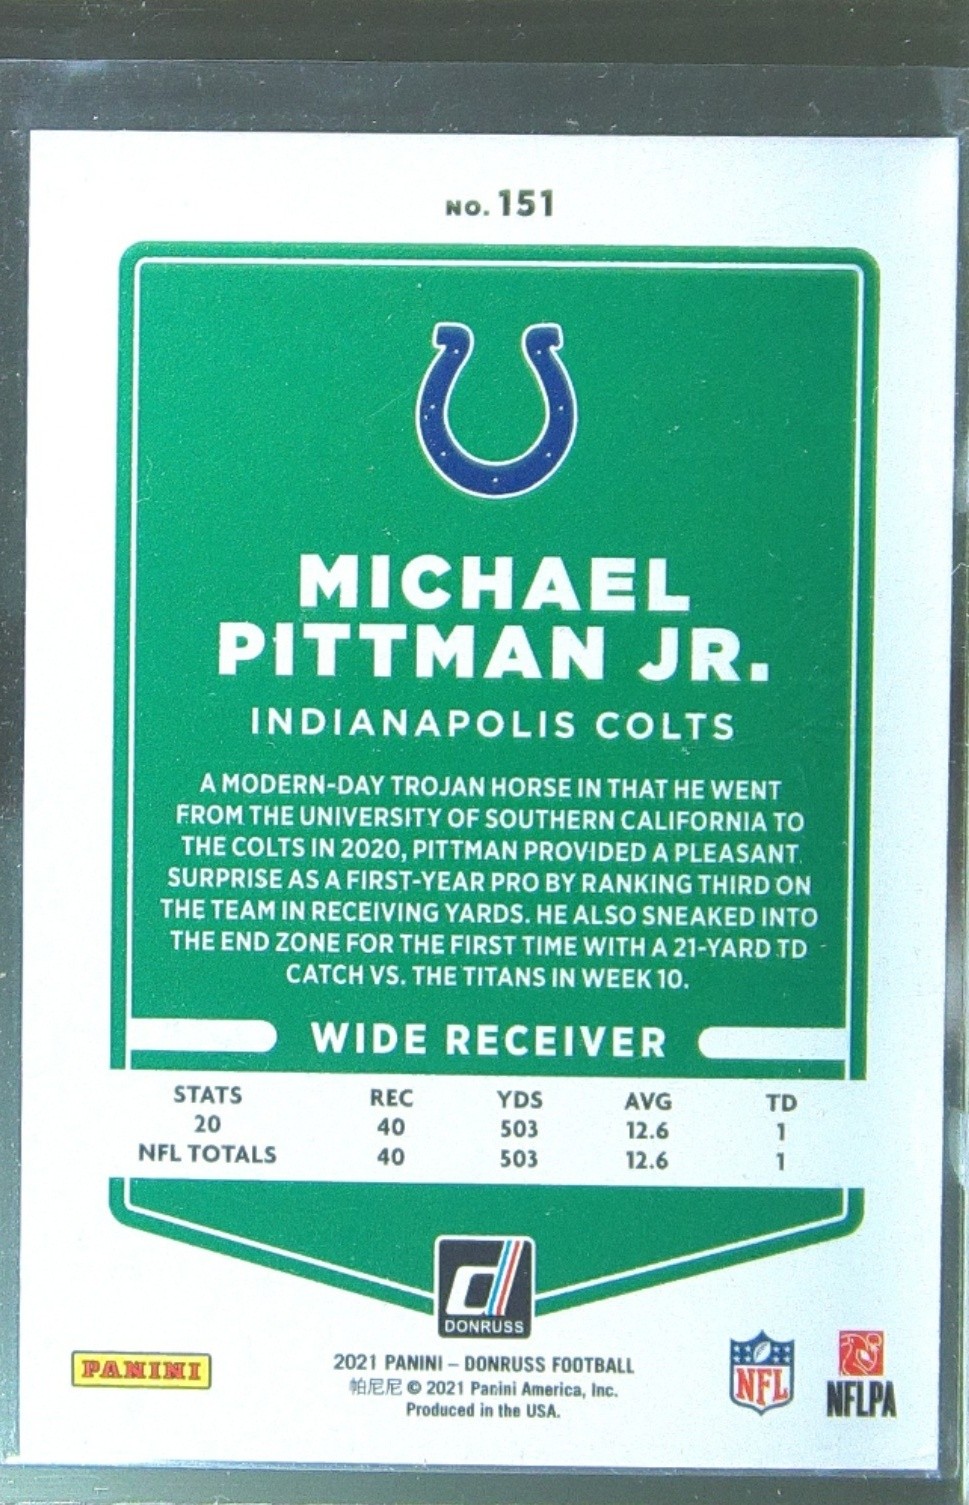 NO. 151
MICHAEL
PITTMAN JR.
INDIANAPOLIS COLTS
A MODERN-DAY TROJAN HORSE IN THAT HE WENT
FROM THE UNIVERSITY OF SOUTHERN CALIFORNIA TO
THE COLTS IN 2020, PITTMAN PROVIDED A PLEASANT
SURPRISE AS A FIRST-YEAR PRO BY RANKING THIRD ON
THE TEAM IN RECEIVING YARDS. HE ALSO SNEAKED INTO
THE END ZONE FOR THE FIRST TIME WITH A 21-YARD TD
CATCH VS. THE TITANS IN WEEK 10.
WIDE RECEIVER
STATS REC YDS AVG TD
20 40 503 12.6 1
NFL TOTALS 40 503 12.6 1
d
DONRUSS
PANINI
2021 PANINI – DONRUSS FOOTBALL
帕尼尼 © 2021 Panini America, Inc.
Produced in the USA.
NFL
NFLPA